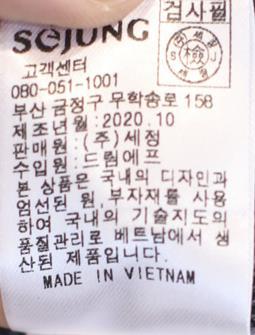 검사필
SEJUNG
(주)세정
檢
S J
고객센터
080-051-1001
부산 금정구 무학송로 158
제조년월:2020.10
판매원:(주)세정
수입원:드림에프
본 상품은 국내의 디자인과
엄선된 원,부자재를 사용
하여 국내의 기술지도의
품질관리로 베트남에서 생
산된 제품입니다.
MADE IN VIETNAM